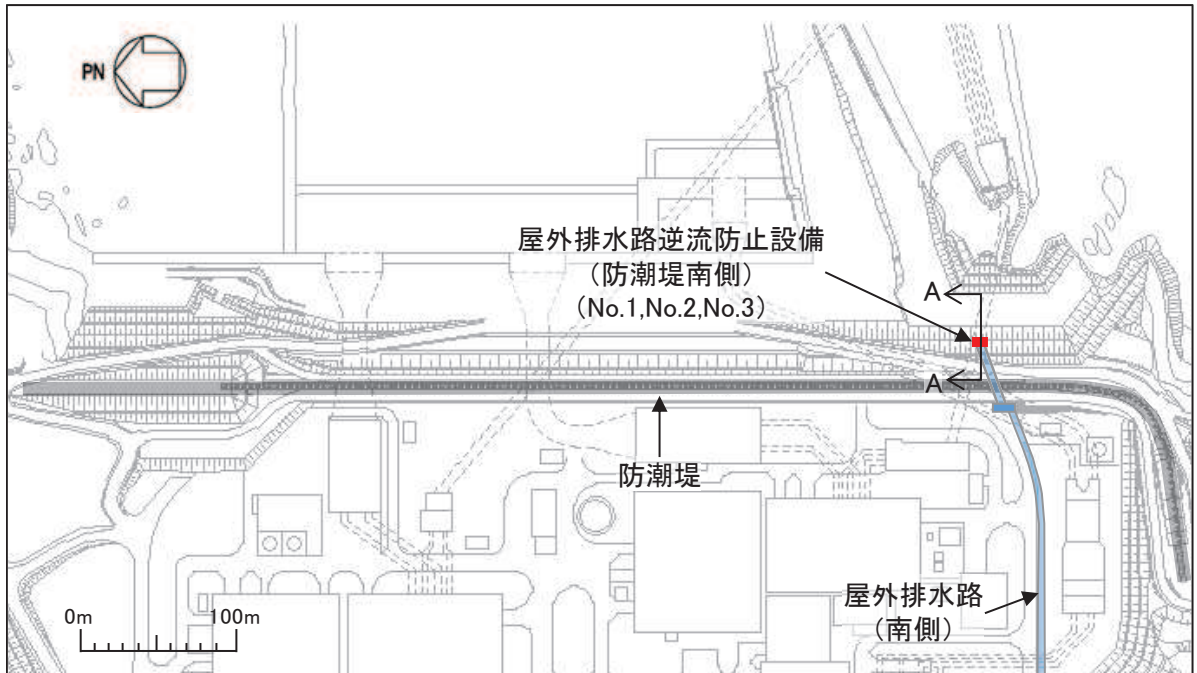 PN
屋外排水路逆流防止設備
（防潮堤南側）
（No.1,No.2,No.3）
A
A
防潮堤
屋外排水路
（南側）
0m
100m